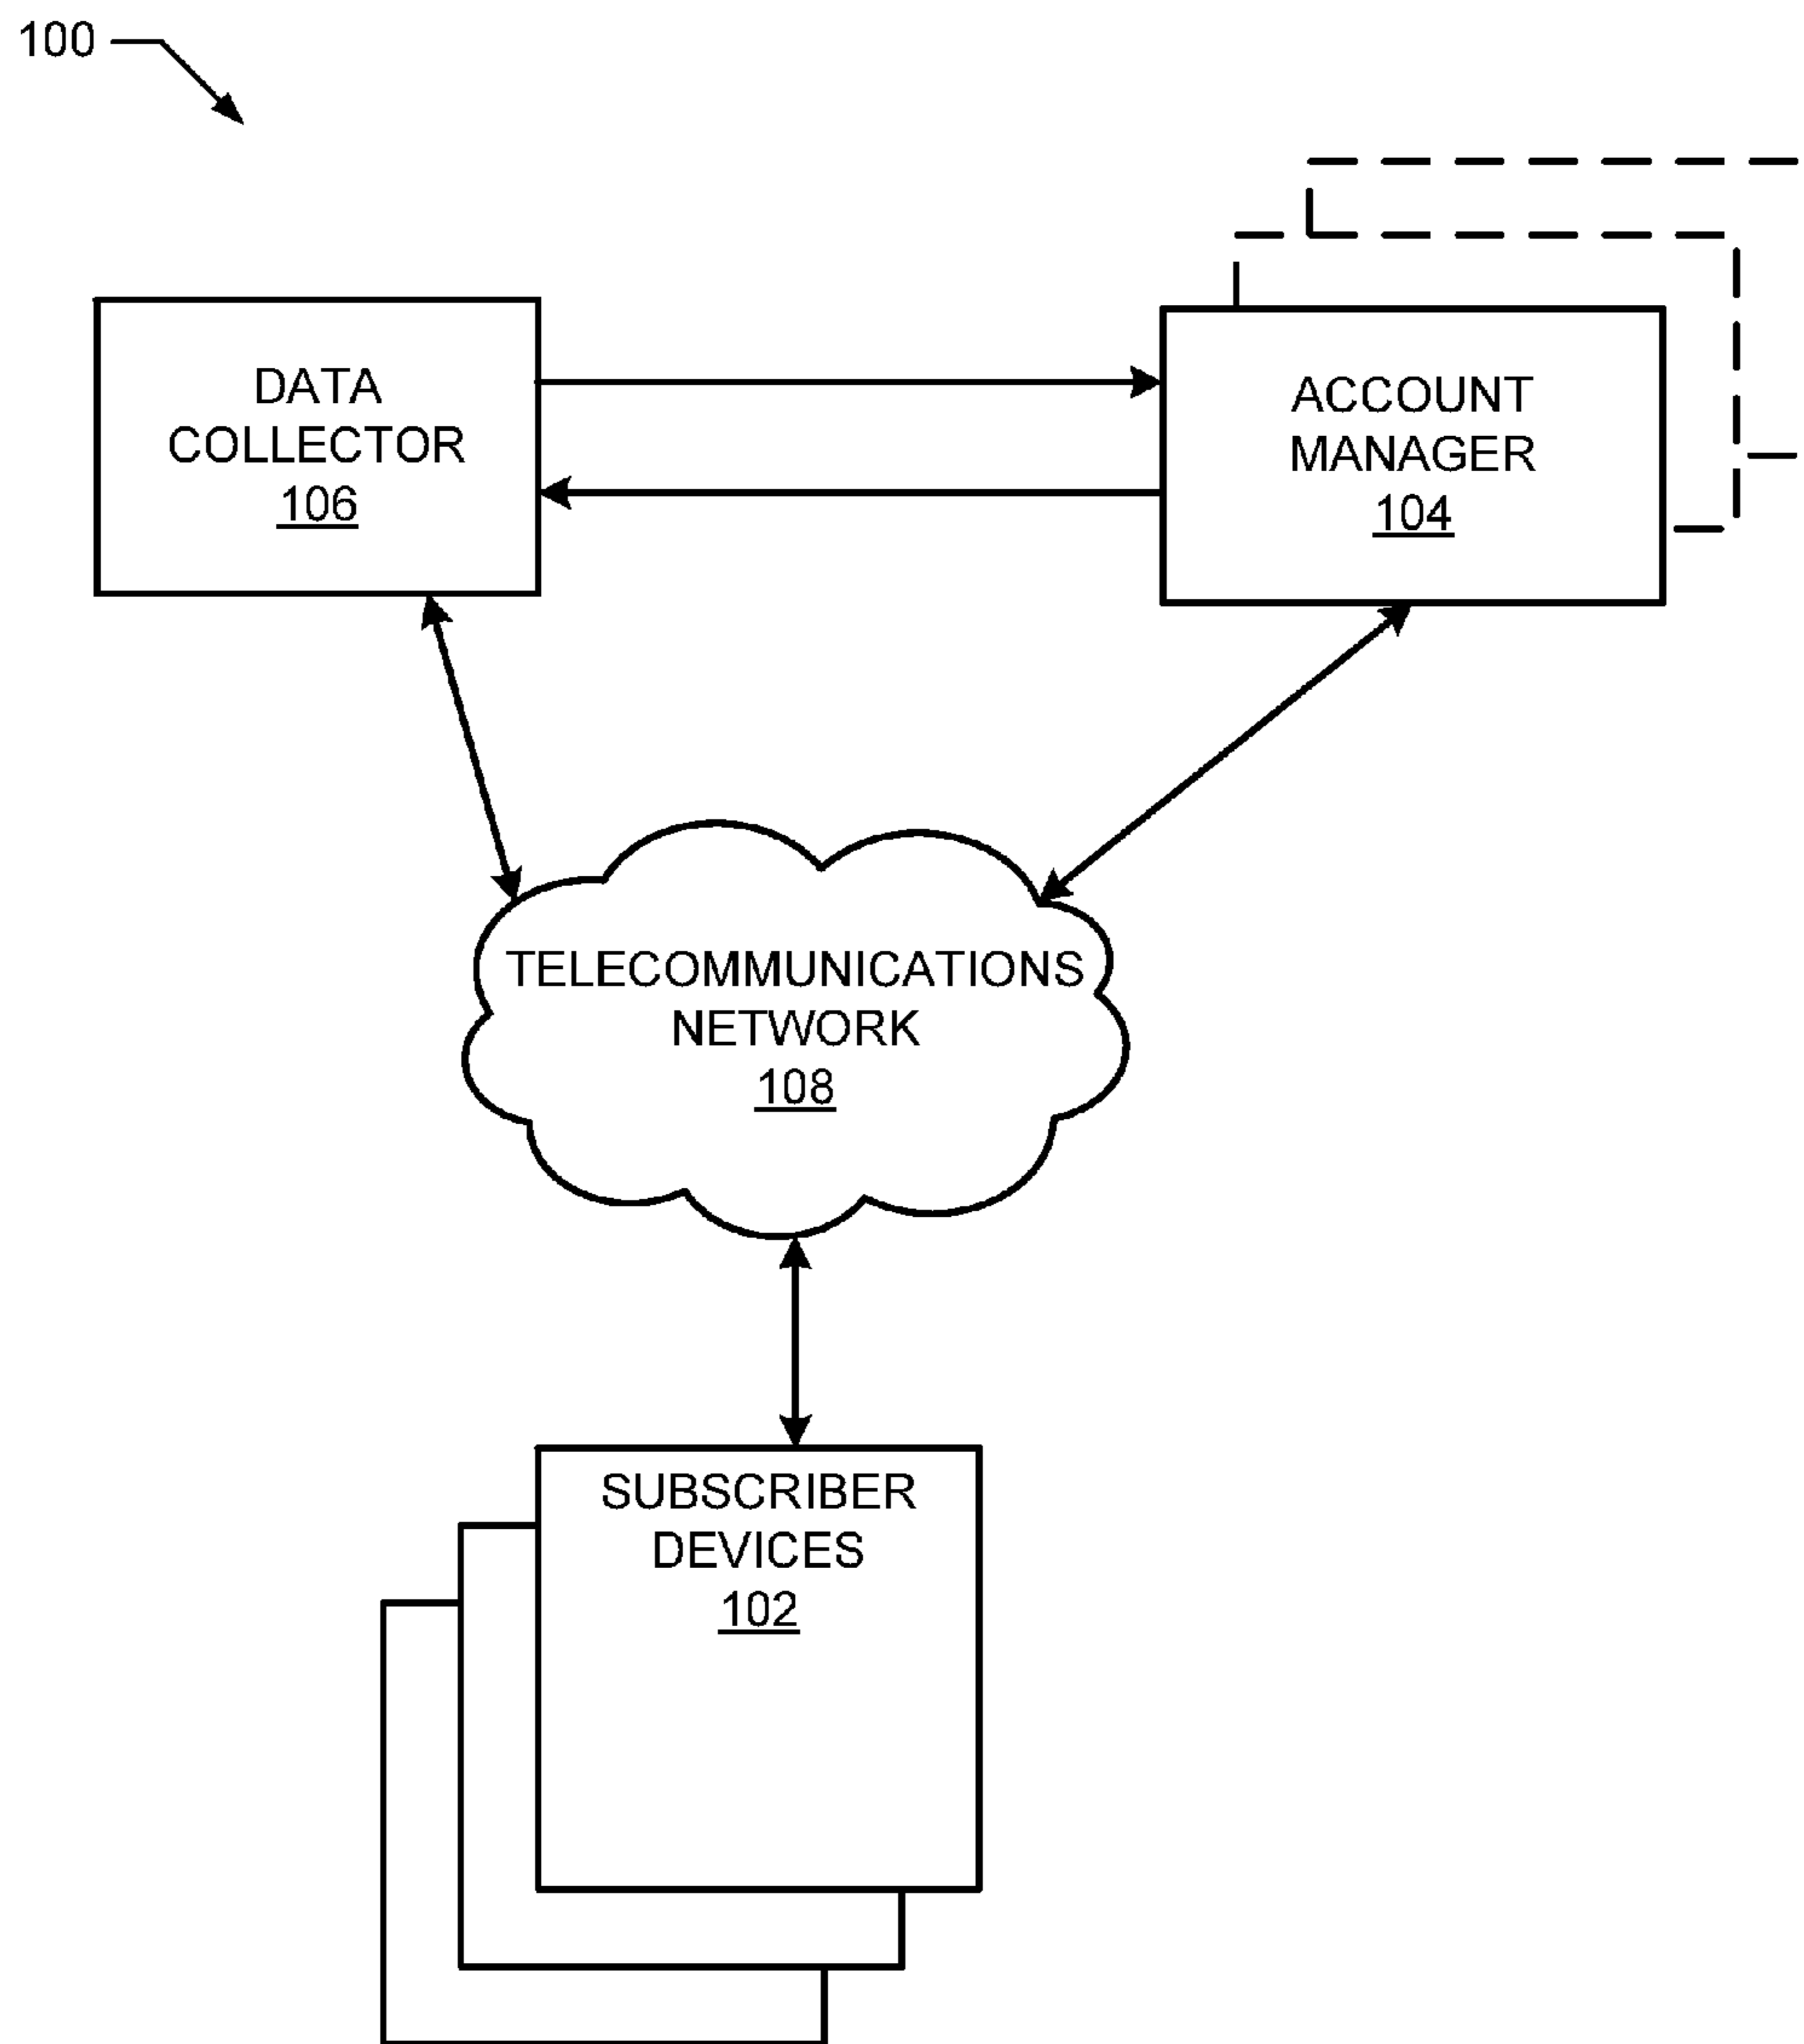 100
DATA
COLLECTOR
106
ACCOUNT
MANAGER
104
TELECOMMUNICATIONS
NETWORK
108
SUBSCRIBER
DEVICES
102